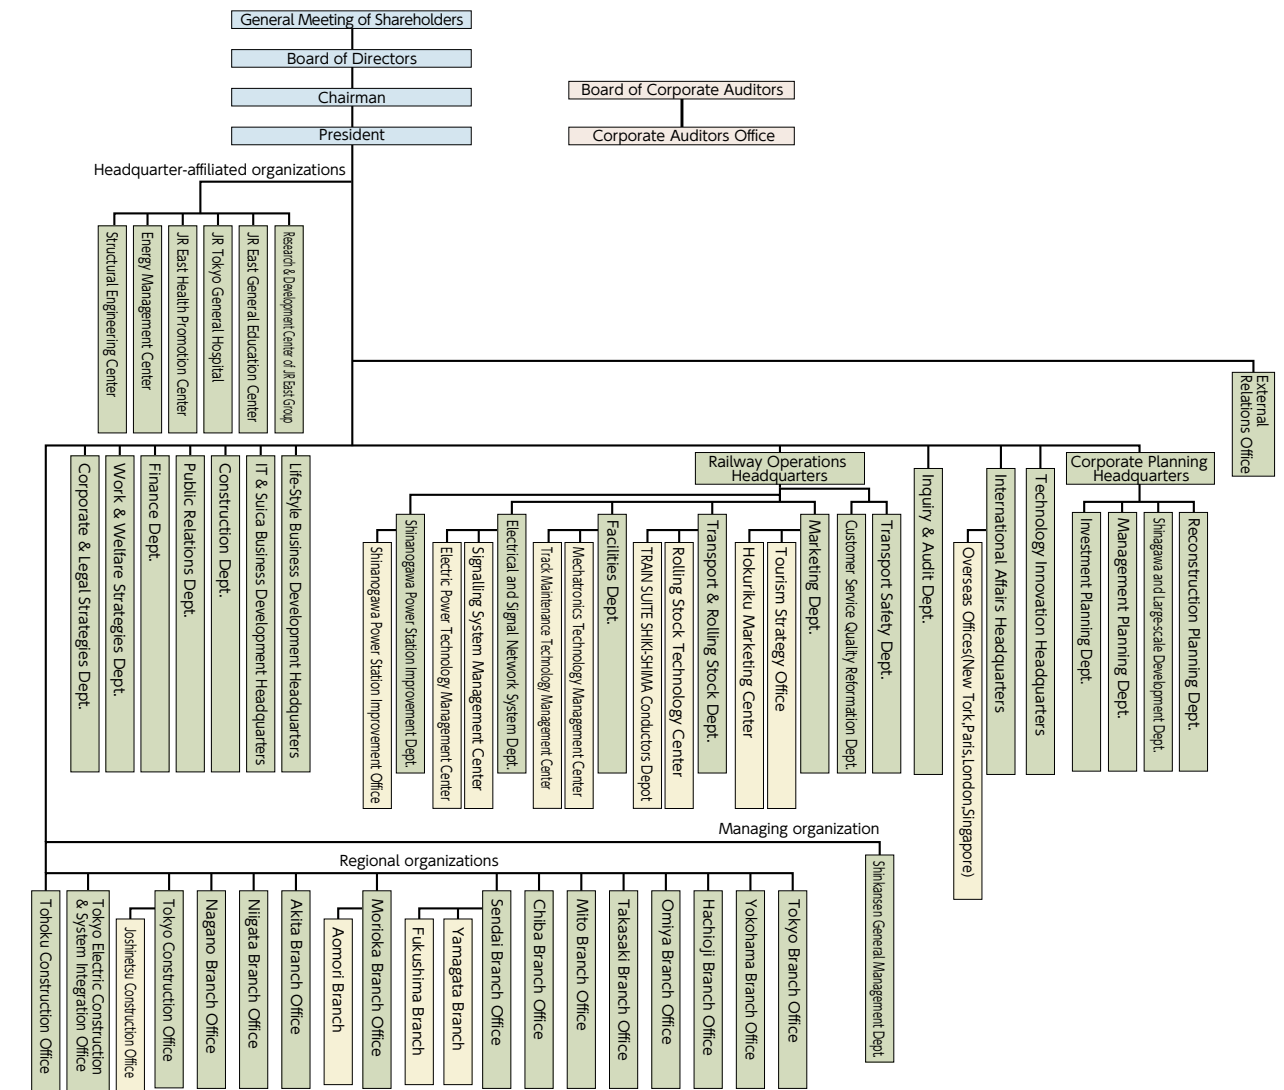 General Meeting of Shareholders
Board of Directors
Chairman
President
Board of Corporate Auditors
Corporate Auditors Office
Headquarter-affiliated organizations
Structural Engineering Center
Energy Management Center
JR East Health Promotion Center
JR Tokyo General Hospital
JR East General Education Center
Research & Development Center of JR East Group
External
Relations Office
Corporate & Legal Strategies Dept.
Work & Welfare Strategies Dept.
Finance Dept.
Public Relations Dept.
Construction Dept.
IT & Suica Business Development Headquarters
Life-Style Business Development Headquarters
Railway Operations
Headquarters
Shinanogawa Power Station Improvement Office
Shinanogawa Power Station Improvement Dept.
Electric Power Technology Management Center
Signalling System Management Center
Electrical and Signal Network System Dept.
Track Maintenance Technology Management Center
Mechatronics Technology Management Center
Facilities Dept.
TRAIN SUITE SHIKI-SHIMA Conductors Depot
Rolling Stock Technology Center
Transport & Rolling Stock Dept.
Hokuriku Marketing Center
Tourism Strategy Office
Marketing Dept.
Customer Service Quality Reformation Dept.
Transport Safety Dept.
Inquiry & Audit Dept.
Overseas Offices(New Tork,Paris,London,Singapore)
International Affairs Headquarters
Technology Innovation Headquarters
Corporate Planning
Headquarters
Investment Planning Dept.
Management Planning Dept.
Shinagawa and Large-scale Development Dept.
Reconstruction Planning Dept.
Managing organization
Shinkansen General Management Dept.
Regional organizations
Tohoku Construction Office
Tokyo Electric Construction
& System Integration Office
Joshinetsu Construction Office
Tokyo Construction Office
Nagano Branch Office
Niigata Branch Office
Akita Branch Office
Aomori Branch
Morioka Branch Office
Fukushima Branch
Yamagata Branch
Sendai Branch Office
Chiba Branch Office
Mito Branch Office
Takasaki Branch Office
Omiya Branch Office
Hachioji Branch Office
Yokohama Branch Office
Tokyo Branch Office